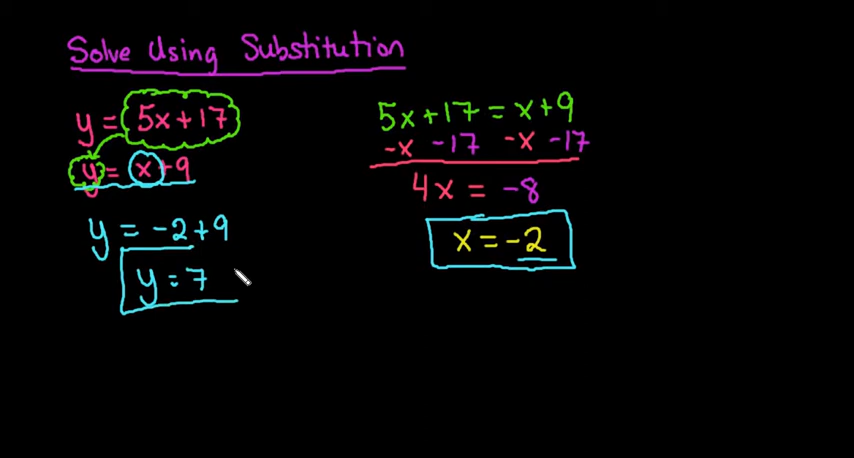 Solve Using Substitution
y = 5x+17
y = x+9
y = -2+9
y = 7
5x+17 = x+9
-x -17 -x -17
4x = -8
x = -2